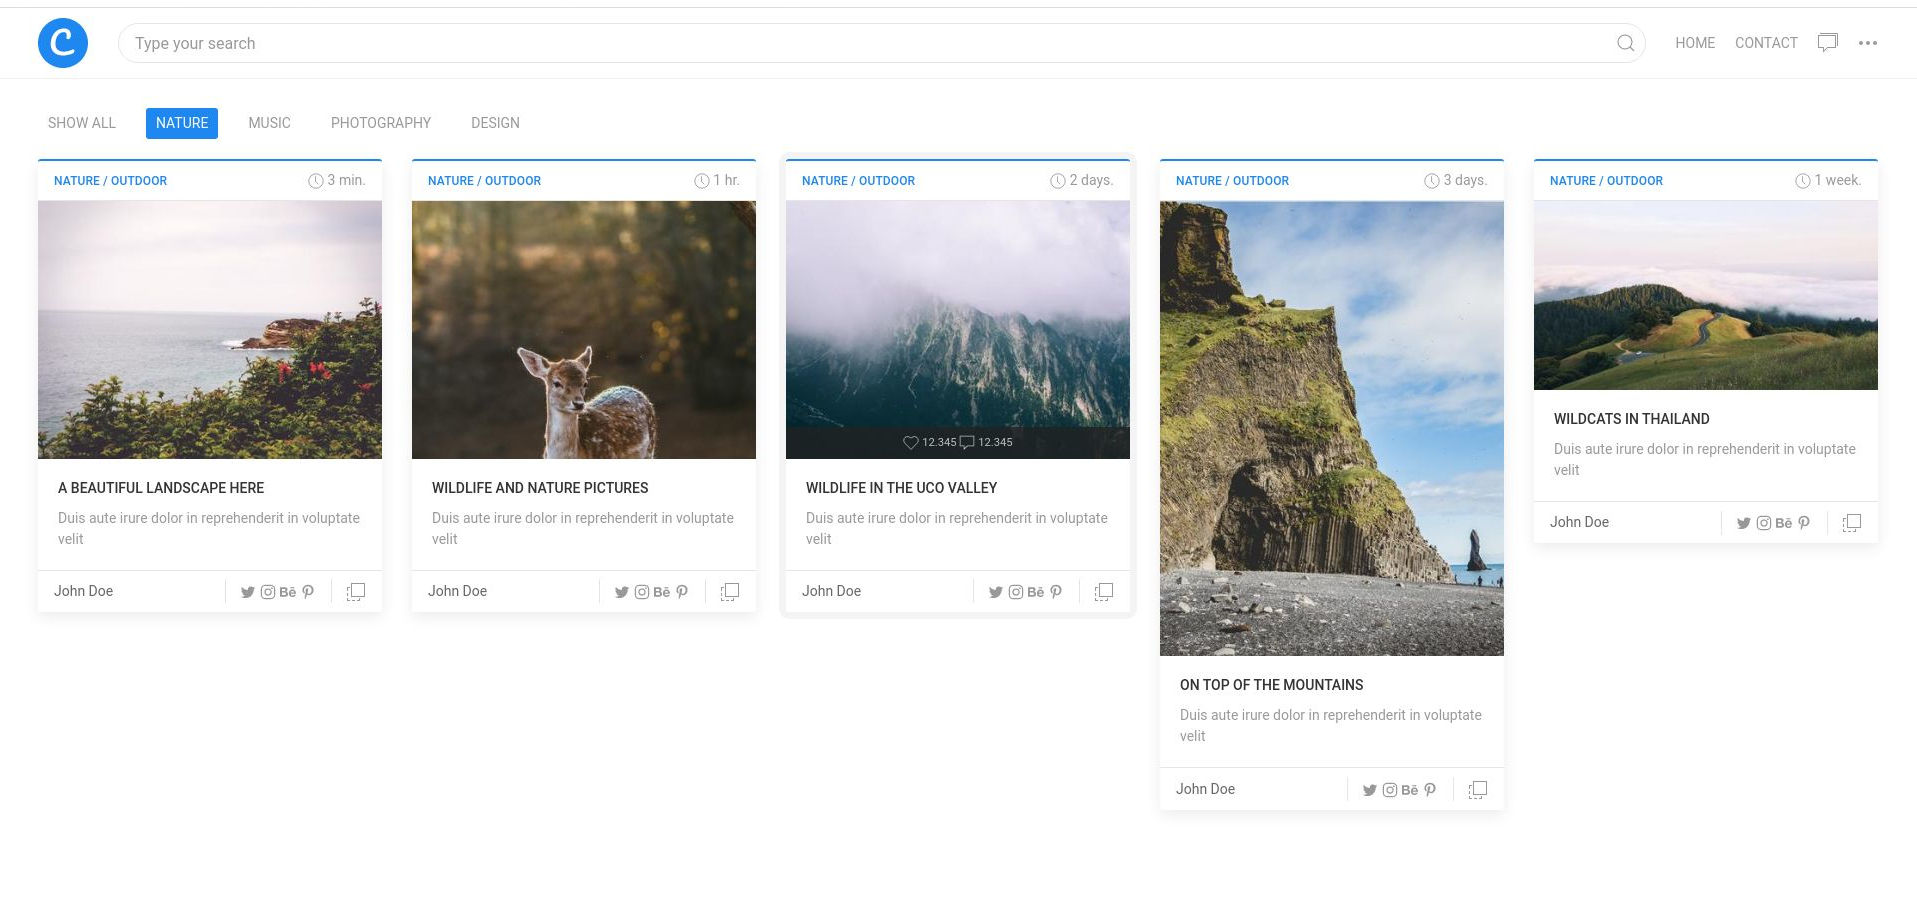 C
Type your search
HOME
CONTACT
SHOW ALL
NATURE
MUSIC
PHOTOGRAPHY
DESIGN
NATURE / OUTDOOR
3 min.
A BEAUTIFUL LANDSCAPE HERE
Duis aute irure dolor in reprehenderit in voluptate
velit
John Doe
Bē
NATURE / OUTDOOR
1 hr.
WILDLIFE AND NATURE PICTURES
Duis aute irure dolor in reprehenderit in voluptate
velit
John Doe
Bē
NATURE / OUTDOOR
2 days.
12.345
12.345
WILDLIFE IN THE UCO VALLEY
Duis aute irure dolor in reprehenderit in voluptate
velit
John Doe
Bē
NATURE / OUTDOOR
3 days.
ON TOP OF THE MOUNTAINS
Duis aute irure dolor in reprehenderit in voluptate
velit
John Doe
Bē
NATURE / OUTDOOR
1 week.
WILDCATS IN THAILAND
Duis aute irure dolor in reprehenderit in voluptate
velit
John Doe
Bē